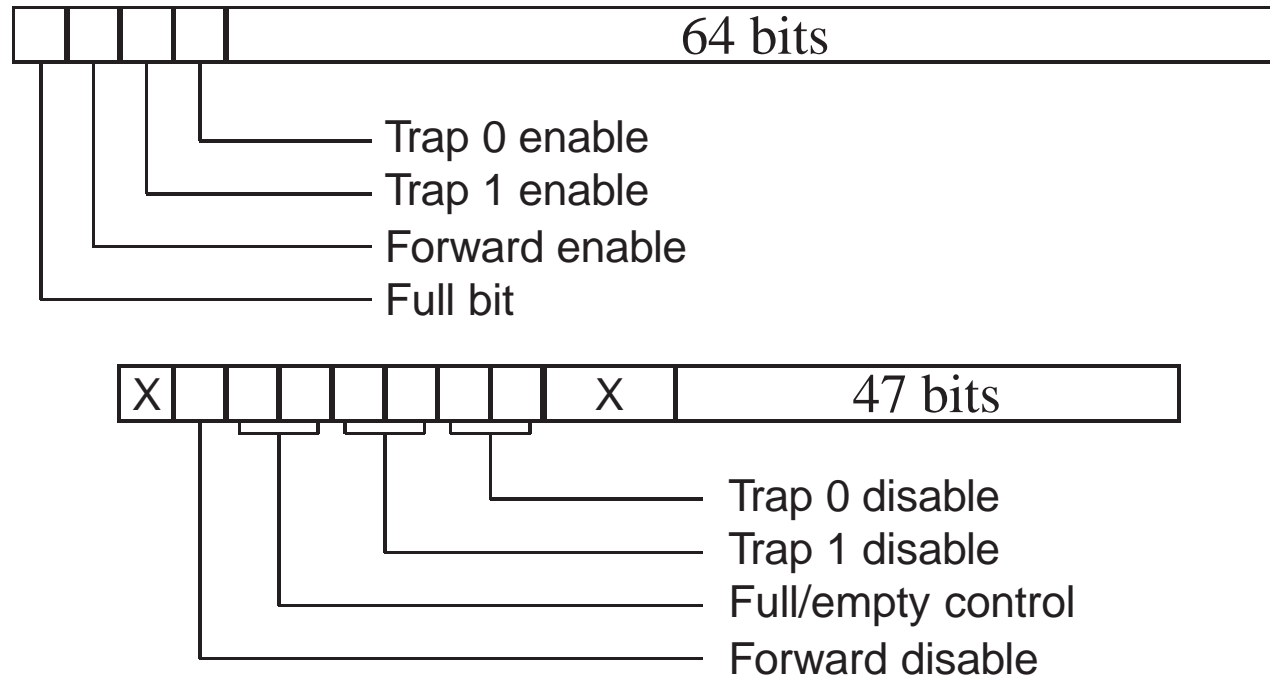 64 bits
Trap 0 enable
Trap 1 enable
Forward enable
Full bit
X X 47 bits
Trap 0 disable
Trap 1 disable
Full/empty control
Forward disable